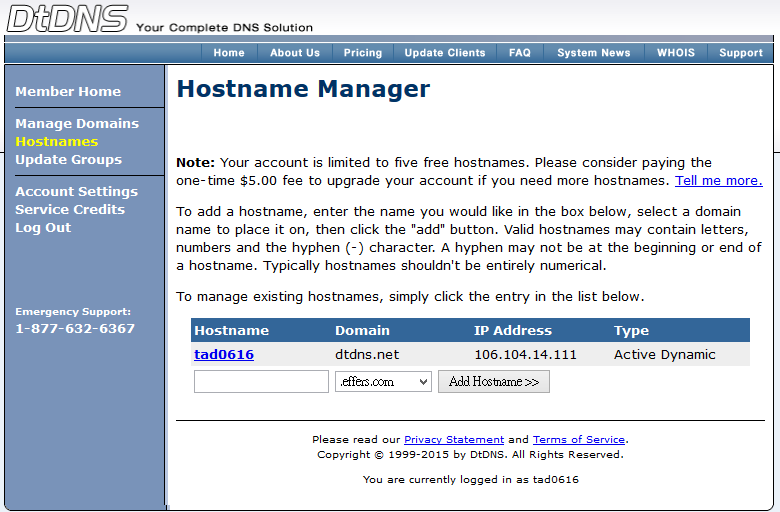 DtDNS Your Complete DNS Solution
Home About Us Pricing Update Clients FAQ System News WHOIS Support
Member Home
Manage Domains
Hostnames
Update Groups
Account Settings
Service Credits
Log Out
Emergency Support:
1-877-632-6367
Hostname Manager
Note: Your account is limited to five free hostnames. Please consider paying the
one-time $5.00 fee to upgrade your account if you need more hostnames. Tell me more.
To add a hostname, enter the name you would like in the box below, select a domain
name to place it on, then click the "add" button. Valid hostnames may contain letters,
numbers and the hyphen (-) character. A hyphen may not be at the beginning or end of
a hostname. Typically hostnames shouldn't be entirely numerical.
To manage existing hostnames, simply click the entry in the list below.
Hostname Domain IP Address Type
tad0616 dtdns.net 106.104.14.111 Active Dynamic
.effers.com Add Hostname >>
Please read our Privacy Statement and Terms of Service.
Copyright © 1999-2015 by DtDNS. All Rights Reserved.
You are currently logged in as tad0616